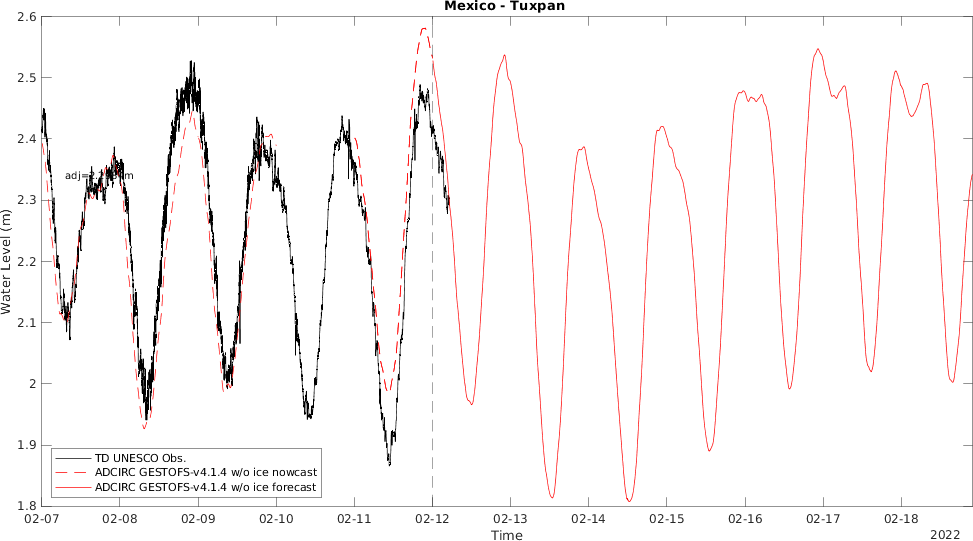 Mexico - Tuxpan
2.6
2.5
2.4
2.3
2.2
2.1
2
1.9
1.8
Water Level (m)
TD UNESCO Obs.
ADCIRC GESTOFS-v4.1.4 w/o ice nowcast
ADCIRC GESTOFS-v4.1.4 w/o ice forecast
02-07 02-08 02-09 02-10 02-11 02-12 02-13 02-14 02-15 02-16 02-17 02-18
Time
2022